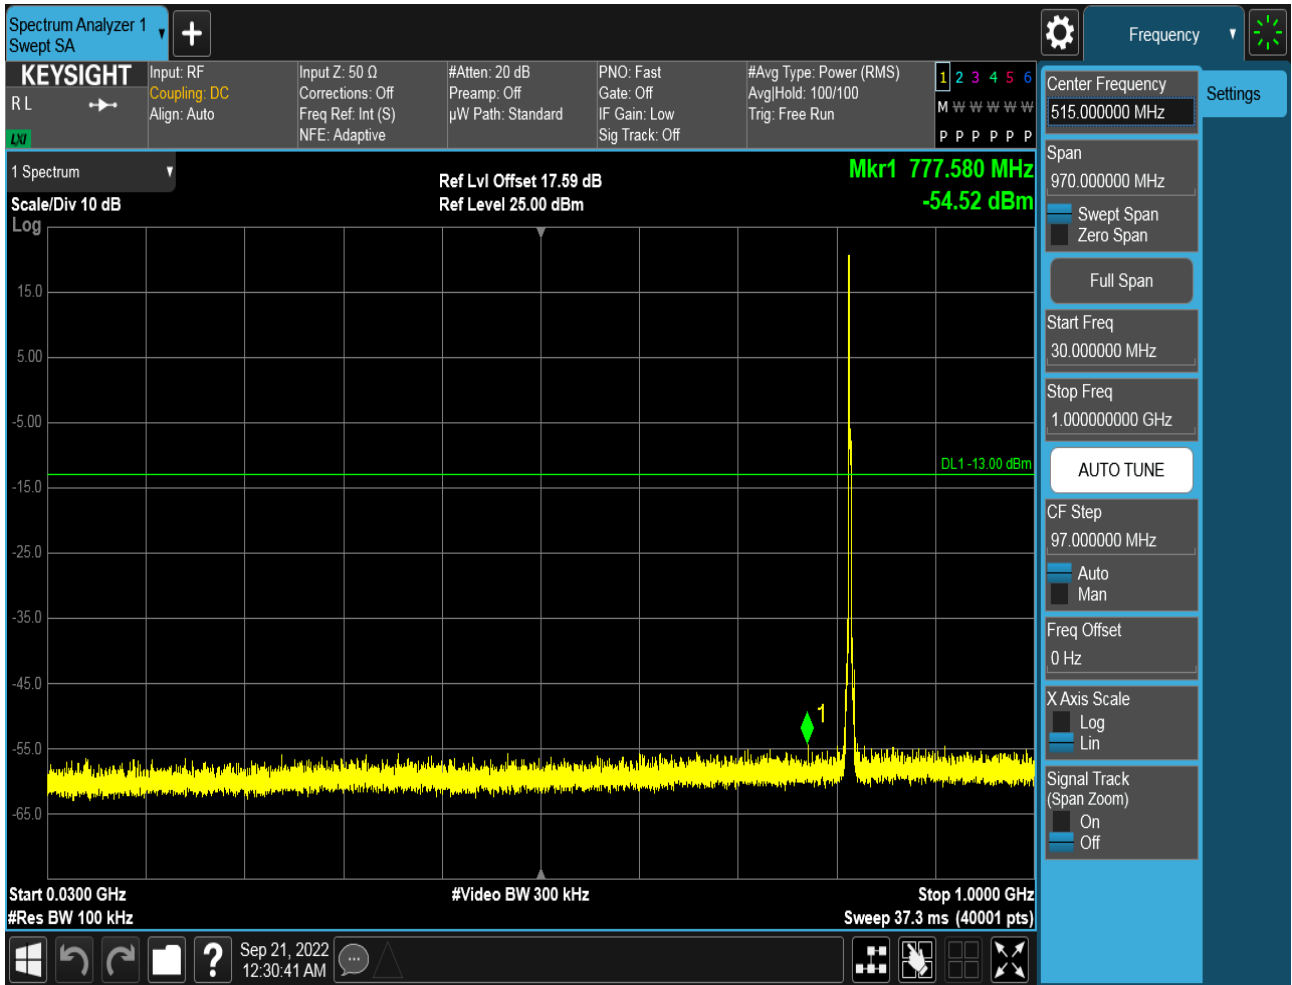 Spectrum Analyzer 1
Swept SA
Frequency
KEYSIGHT
R L
LXI
Input: RF
Coupling: DC
Align: Auto
Input Z: 50 Ω
Corrections: Off
Freq Ref: Int (S)
NFE: Adaptive
#Atten: 20 dB
Preamp: Off
µW Path: Standard
PNO: Fast
Gate: Off
IF Gain: Low
Sig Track: Off
#Avg Type: Power (RMS)
Avg|Hold: 100/100
Trig: Free Run
1 2 3 4 5 6
M W W W W W
P P P P P P
1 Spectrum
Scale/Div 10 dB
Log
Ref Lvl Offset 17.59 dB
Ref Level 25.00 dBm
Mkr1 777.580 MHz
-54.52 dBm
15.0
5.00
-5.00
DL1 -13.00 dBm
-15.0
-25.0
-35.0
-45.0
1
-55.0
-65.0
Start 0.0300 GHz
#Video BW 300 kHz
Stop 1.0000 GHz
#Res BW 100 kHz
Sweep 37.3 ms (40001 pts)
Center Frequency
515.000000 MHz
Settings
Span
970.000000 MHz
Swept Span
Zero Span
Full Span
Start Freq
30.000000 MHz
Stop Freq
1.000000000 GHz
AUTO TUNE
CF Step
97.000000 MHz
Auto
Man
Freq Offset
0 Hz
X Axis Scale
Log
Lin
Signal Track
(Span Zoom)
On
Off
?
Sep 21, 2022
12:30:41 AM